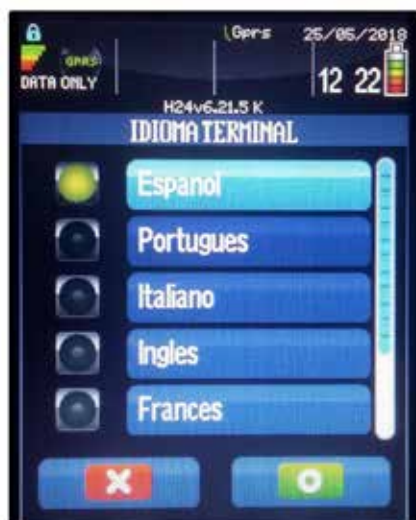 Gprs 25/05/2018
GPRS
DATA ONLY
12 22
H24v6.21.5 K
IDIOMA TERMINAL
Espanol
Portugues
Italiano
Ingles
Frances